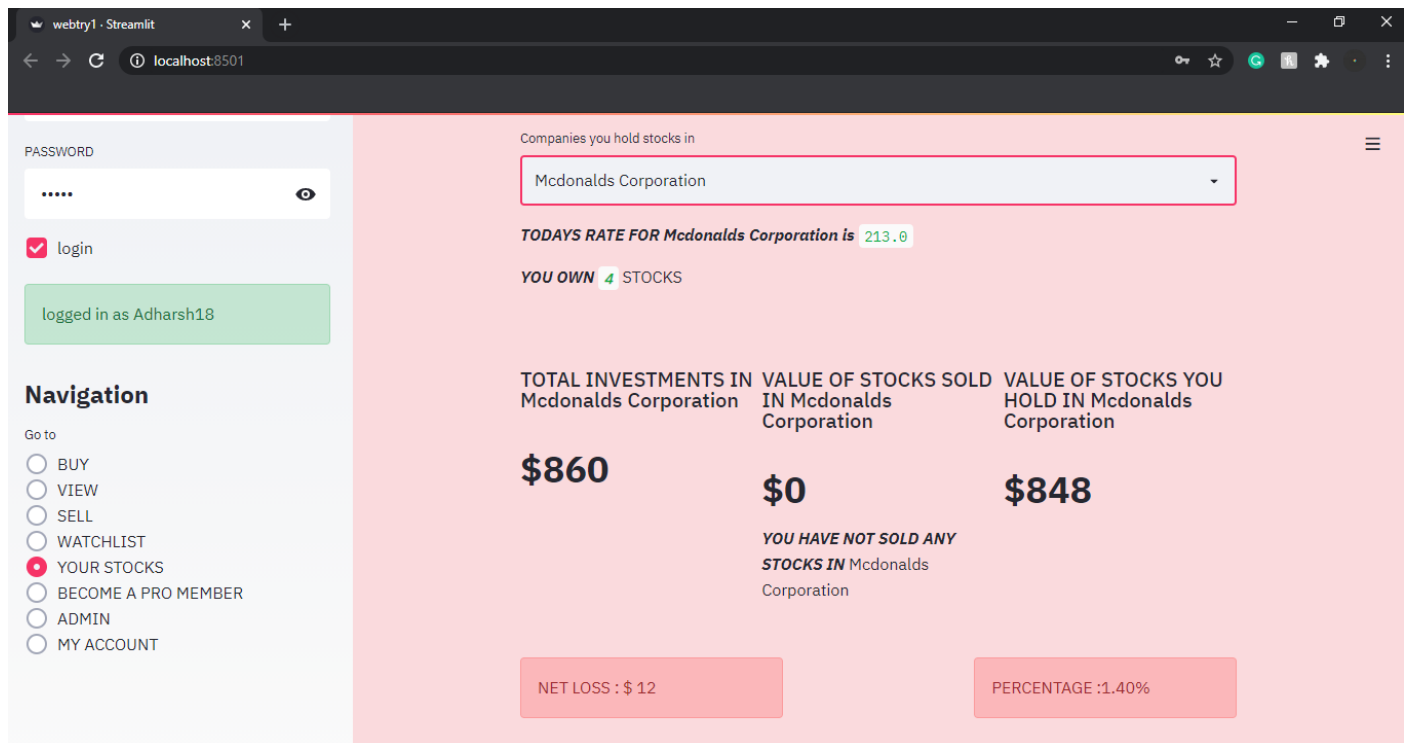 webtry1 · Streamlit
localhost:8501
PASSWORD
•••••
login
logged in as Adharsh18
Navigation
Go to
BUY
VIEW
SELL
WATCHLIST
YOUR STOCKS
BECOME A PRO MEMBER
ADMIN
MY ACCOUNT
Companies you hold stocks in
Mcdonalds Corporation
TODAYS RATE FOR Mcdonalds Corporation is 213.0
YOU OWN 4 STOCKS
TOTAL INVESTMENTS IN
Mcdonalds Corporation
$860
VALUE OF STOCKS SOLD
IN Mcdonalds
Corporation
$0
YOU HAVE NOT SOLD ANY
STOCKS IN Mcdonalds
Corporation
VALUE OF STOCKS YOU
HOLD IN Mcdonalds
Corporation
$848
NET LOSS : $ 12
PERCENTAGE :1.40%